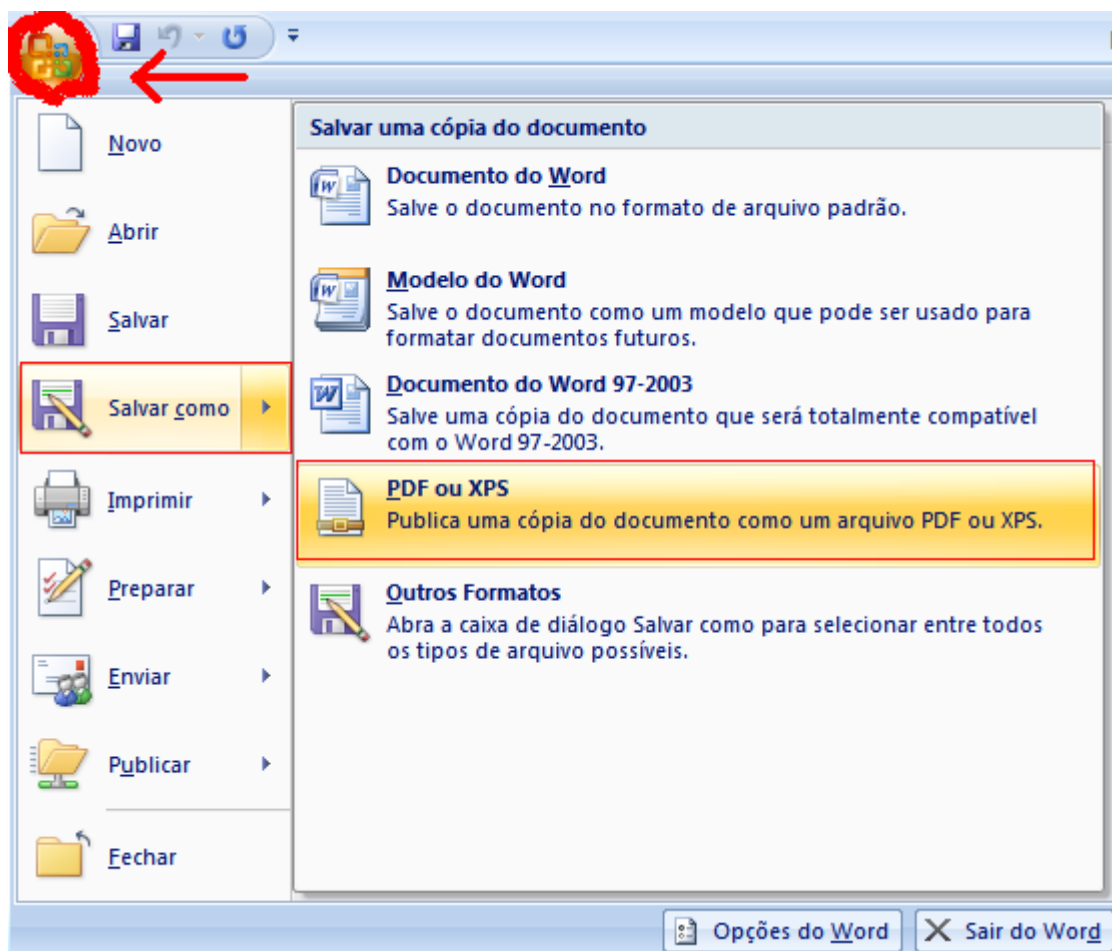 Novo
Abrir
Salvar
Salvar como
Imprimir
Preparar
Enviar
Publicar
Fechar
Salvar uma cópia do documento
Documento do Word
Salve o documento no formato de arquivo padrão.
Modelo do Word
Salve o documento como um modelo que pode ser usado para
formatar documentos futuros.
Documento do Word 97-2003
Salve uma cópia do documento que será totalmente compatível
com o Word 97-2003.
PDF ou XPS
Publica uma cópia do documento como um arquivo PDF ou XPS.
Outros Formatos
Abra a caixa de diálogo Salvar como para selecionar entre todos
os tipos de arquivo possíveis.
Opções do Word
Sair do Word